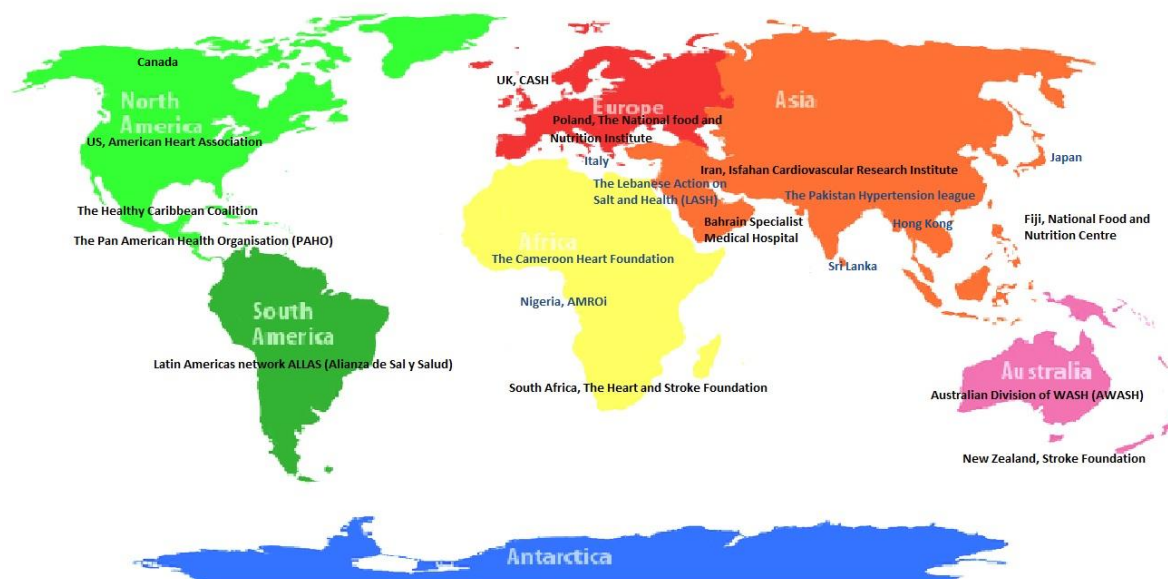 Canada
North
America
US, American Heart Association
The Healthy Caribbean Coalition
The Pan American Health Organisation (PAHO)
South
America
Latin Americas network ALLAS (Alianza de Sal y Salud)
UK, CASH
Europe
Poland, The National food and
Nutrition Institute
Italy
Asia
Iran, Isfahan Cardiovascular Research Institute
The Lebanese Action on
Salt and Health (LASH)
The Pakistan Hypertension league
Japan
Bahrain Specialist
Medical Hospital
Hong Kong
Sri Lanka
Fiji, National Food and
Nutrition Centre
Africa
The Cameroon Heart Foundation
Nigeria, AMROi
South Africa, The Heart and Stroke Foundation
Australia
Australian Division of WASH (AWASH)
New Zealand, Stroke Foundation
Antarctica